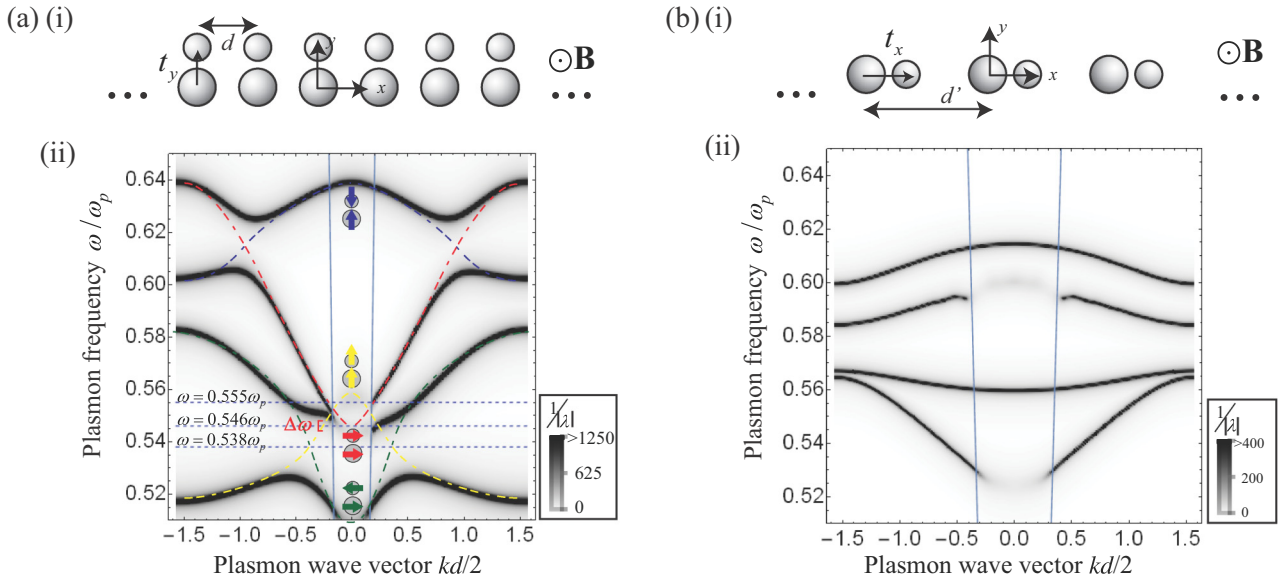 (a) (i)
d
t_y
y
x
⊙B
• • •
• • •
(ii)
Plasmon frequency ω/ω_p
0.64
0.62
0.60
0.58
0.56
0.54
0.52
ω=0.555ω_p
ω=0.546ω_p
ω=0.538ω_p
Δω
−1.5 −1.0 −0.5 0.0 0.5 1.0 1.5
Plasmon wave vector kd/2
1/|λ|
>1250
625
0
(b) (i)
t_x
y
x
d'
⊙B
• • •
• • •
(ii)
Plasmon frequency ω/ω_p
0.64
0.62
0.60
0.58
0.56
0.54
0.52
−1.5 −1.0 −0.5 0.0 0.5 1.0 1.5
Plasmon wave vector kd/2
1/|λ|
>400
200
0